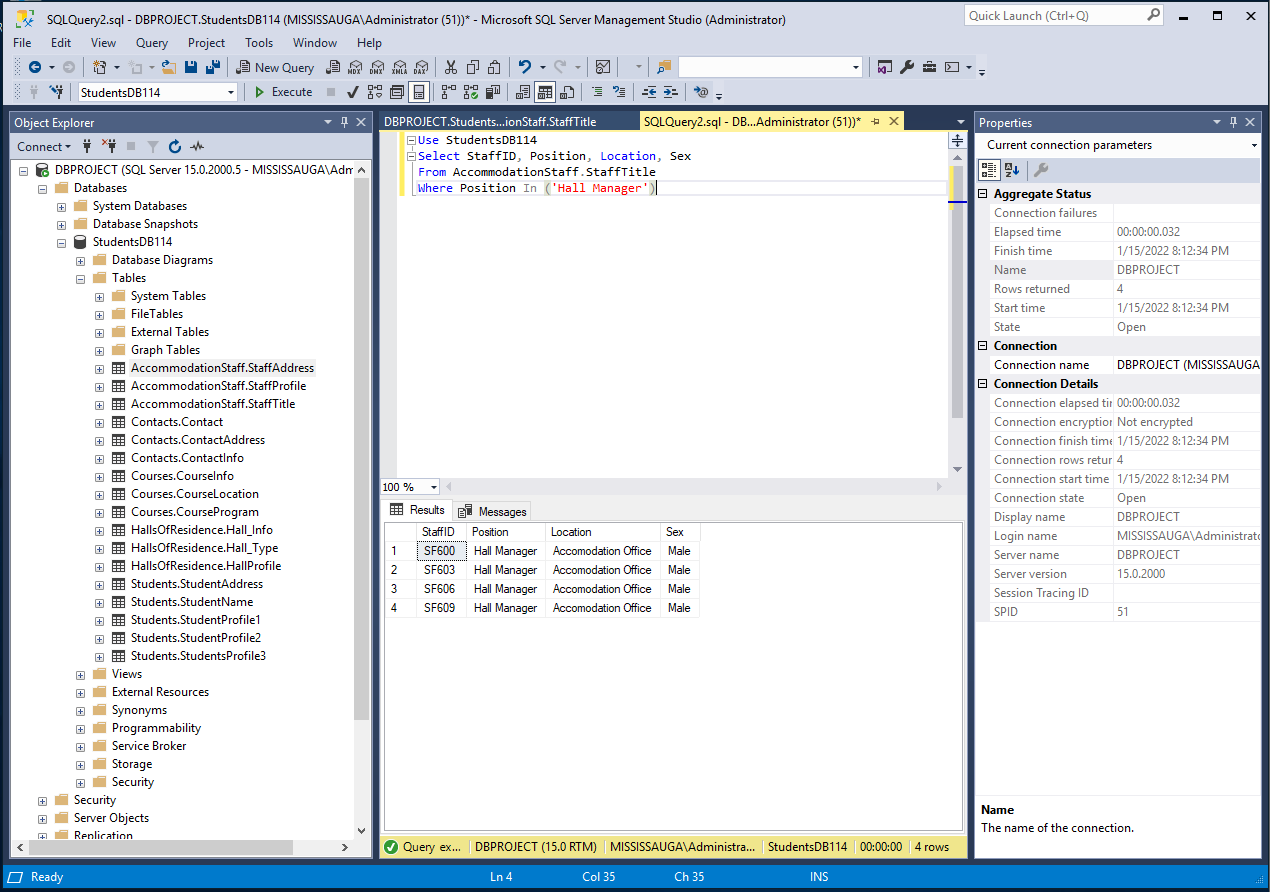 SQLQuery2.sql - DBPROJECT.StudentsDB114 (MISSISSAUGA\Administrator (51))* - Microsoft SQL Server Management Studio (Administrator)
Quick Launch (Ctrl+Q)
File Edit View Query Project Tools Window Help
New Query MDX DMX XMLA DAX
StudentsDB114 Execute
Object Explorer
Connect
DBPROJECT (SQL Server 15.0.2000.5 - MISSISSAUGA\Adm
Databases
System Databases
Database Snapshots
StudentsDB114
Database Diagrams
Tables
System Tables
FileTables
External Tables
Graph Tables
AccommodationStaff.StaffAddress
AccommodationStaff.StaffProfile
AccommodationStaff.StaffTitle
Contacts.Contact
Contacts.ContactAddress
Contacts.ContactInfo
Courses.CourseInfo
Courses.CourseLocation
Courses.CourseProgram
HallsOfResidence.Hall_Info
HallsOfResidence.Hall_Type
HallsOfResidence.HallProfile
Students.StudentAddress
Students.StudentName
Students.StudentProfile1
Students.StudentProfile2
Students.StudentsProfile3
Views
External Resources
Synonyms
Programmability
Service Broker
Storage
Security
Security
Server Objects
Replication
DBPROJECT.Students...ionStaff.StaffTitle SQLQuery2.sql - DB...Administrator (51))*
Use StudentsDB114
Select StaffID, Position, Location, Sex
From AccommodationStaff.StaffTitle
Where Position In ('Hall Manager')
100 %
Results Messages
StaffID Position Location Sex
1 SF600 Hall Manager Accomodation Office Male
2 SF603 Hall Manager Accomodation Office Male
3 SF606 Hall Manager Accomodation Office Male
4 SF609 Hall Manager Accomodation Office Male
Query ex... DBPROJECT (15.0 RTM) MISSISSAUGA\Administra... StudentsDB114 00:00:00 4 rows
Properties
Current connection parameters
Aggregate Status
Connection failures
Elapsed time 00:00:00.032
Finish time 1/15/2022 8:12:34 PM
Name DBPROJECT
Rows returned 4
Start time 1/15/2022 8:12:34 PM
State Open
Connection
Connection name DBPROJECT (MISSISSAUGA
Connection Details
Connection elapsed tir 00:00:00.032
Connection encryption Not encrypted
Connection finish time 1/15/2022 8:12:34 PM
Connection rows retur 4
Connection start time 1/15/2022 8:12:34 PM
Connection state Open
Display name DBPROJECT
Login name MISSISSAUGA\Administrato
Server name DBPROJECT
Server version 15.0.2000
Session Tracing ID
SPID 51
Name
The name of the connection.
Ready Ln 4 Col 35 Ch 35 INS